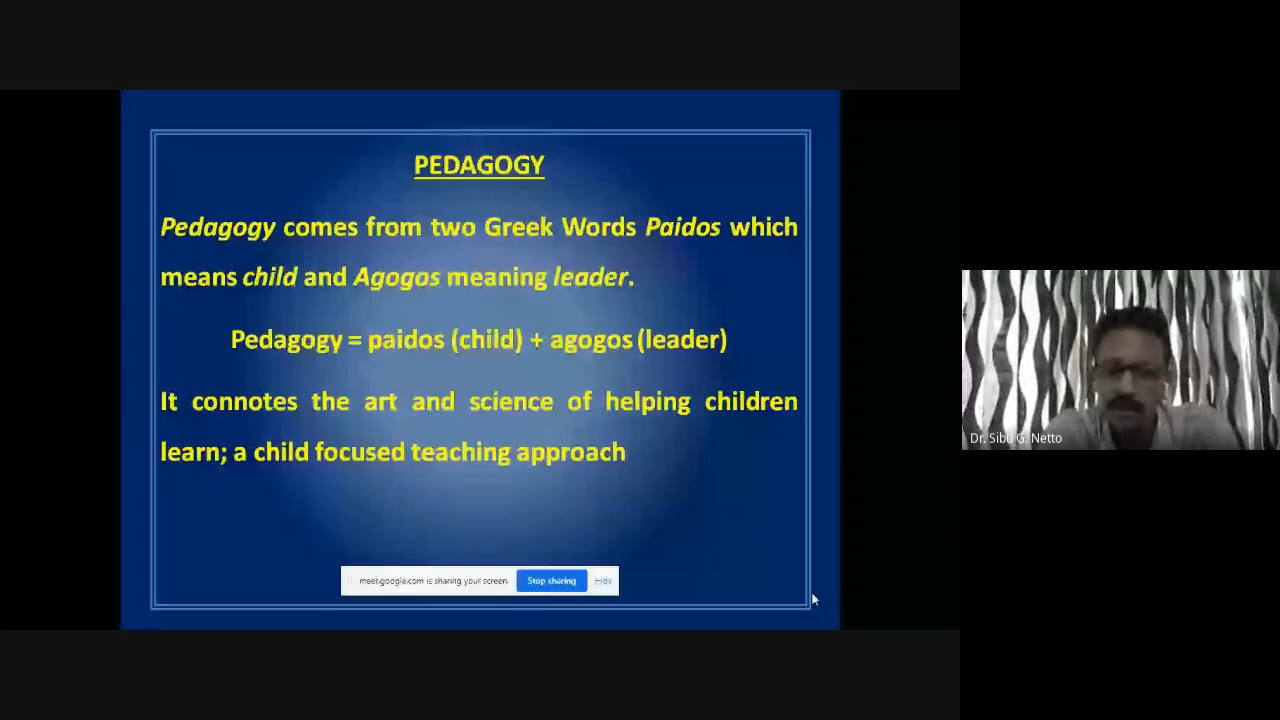 PEDAGOGY
Pedagogy comes from two Greek Words Paidos which
means child and Agogos meaning leader.
Pedagogy = paidos (child) + agogos (leader)
It connotes the art and science of helping children
learn; a child focused teaching approach
meet.google.com is sharing your screen. Stop sharing Hide
Dr. Sibu G. Netto